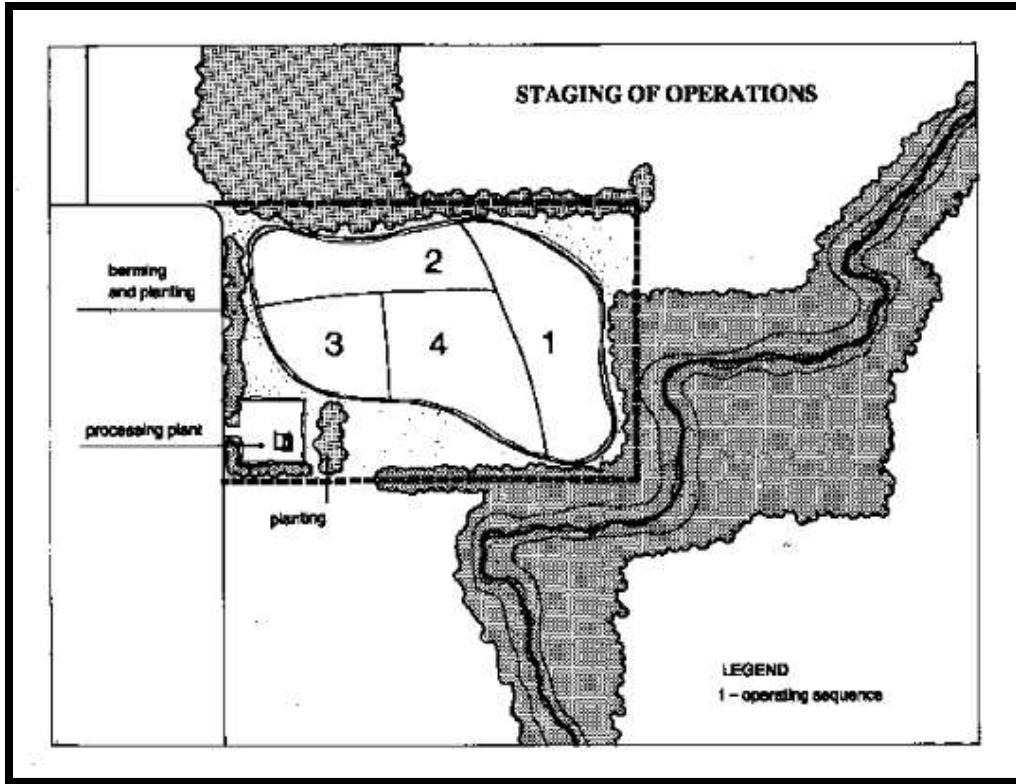 STAGING OF OPERATIONS
berming
and planting
2
3
4
1
processing plant
planting
LEGEND
1 – operating sequence